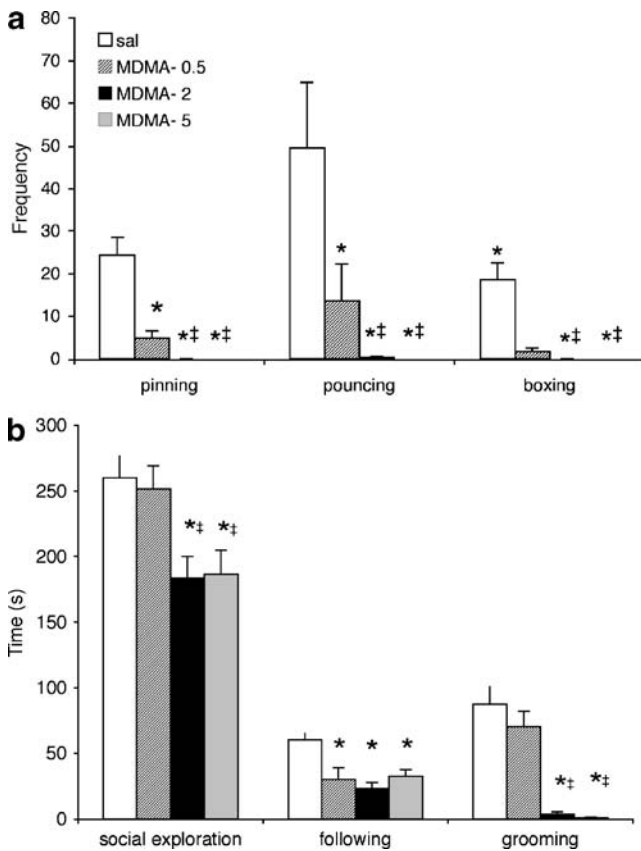 a
80
sal
70
MDMA- 0.5
60
MDMA- 2
50
MDMA- 5
40
Frequency
30
20
10
0
* *‡ *‡
* *‡ *‡
* *‡ *‡
pinning pouncing boxing
b
300
250
200
150
100
50
0
Time (s)
*‡ *‡
* * *
*‡ *‡
social exploration following grooming